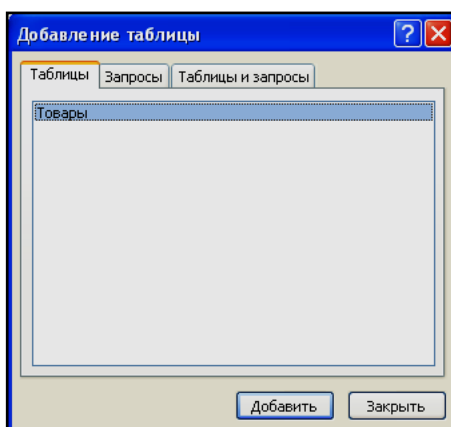 Добавление таблицы
Таблицы Запросы Таблицы и запросы
Товары
Добавить Закрыть